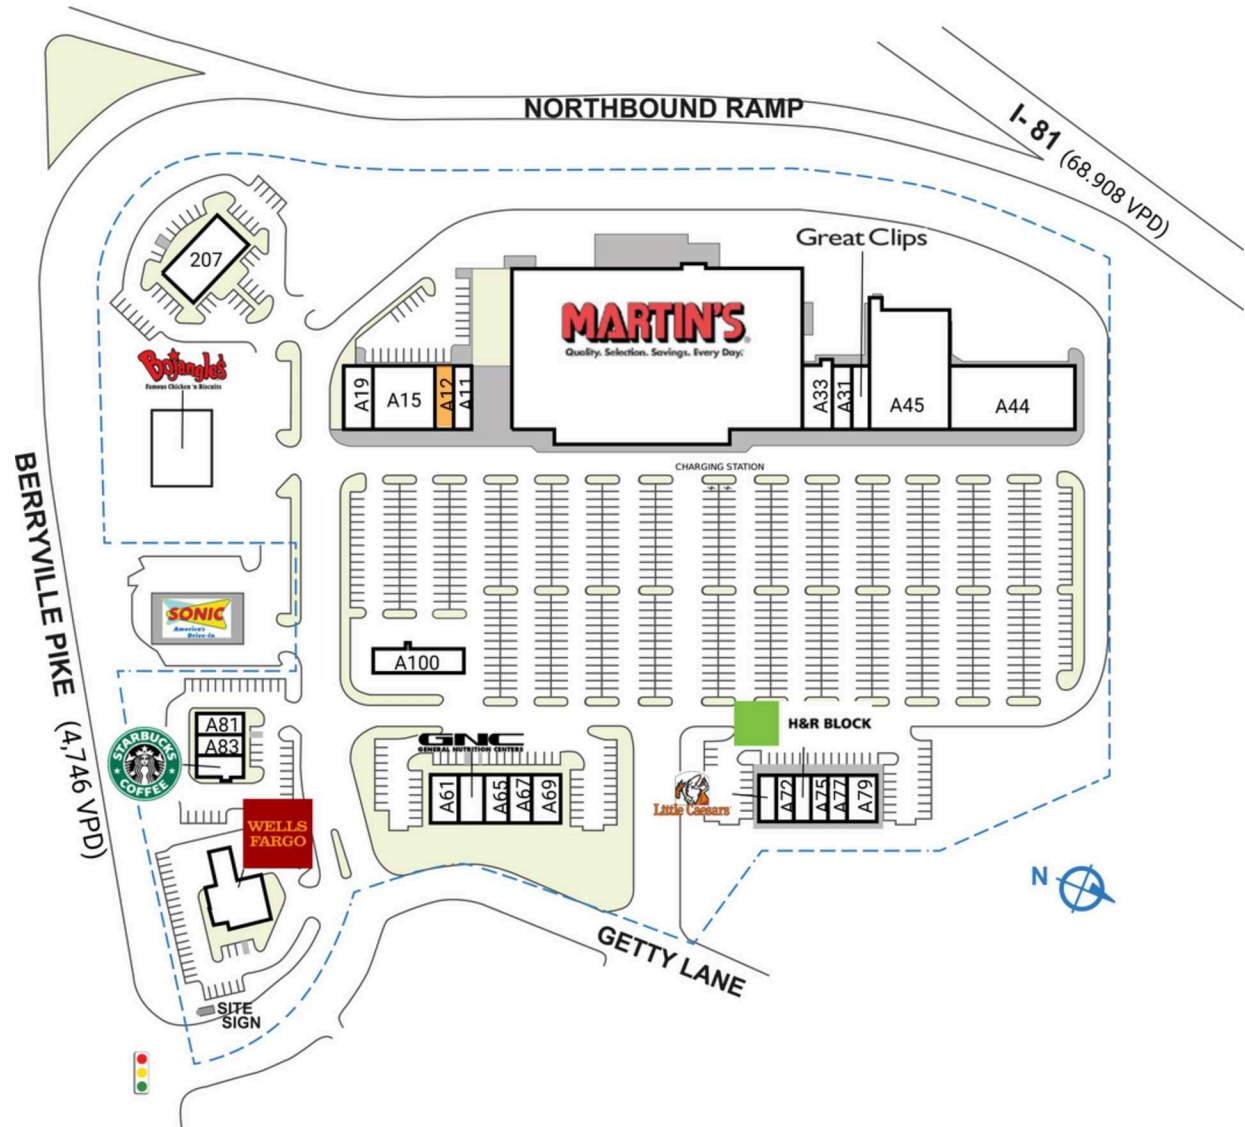 NORTHBOUND RAMP
I- 81 (68.908 VPD)
Great Clips
207
MARTIN'S
Quality. Selection. Savings. Every Day.
Bojangles'
Famous Chicken 'n Biscuits
A19
A15
A12
A11
A33
A31
A45
A44
CHARGING STATION
BERRYVILLE PIKE (4,746 VPD)
SONIC
America's
Drive-In
A100
A81
A83
STARBUCKS
COFFEE
GNC
GENERAL NUTRITION CENTERS
H&R BLOCK
A61
A65
A67
A69
Little Caesars
A72
A75
A77
A79
WELLS
FARGO
N
GETTY LANE
SITE
SIGN